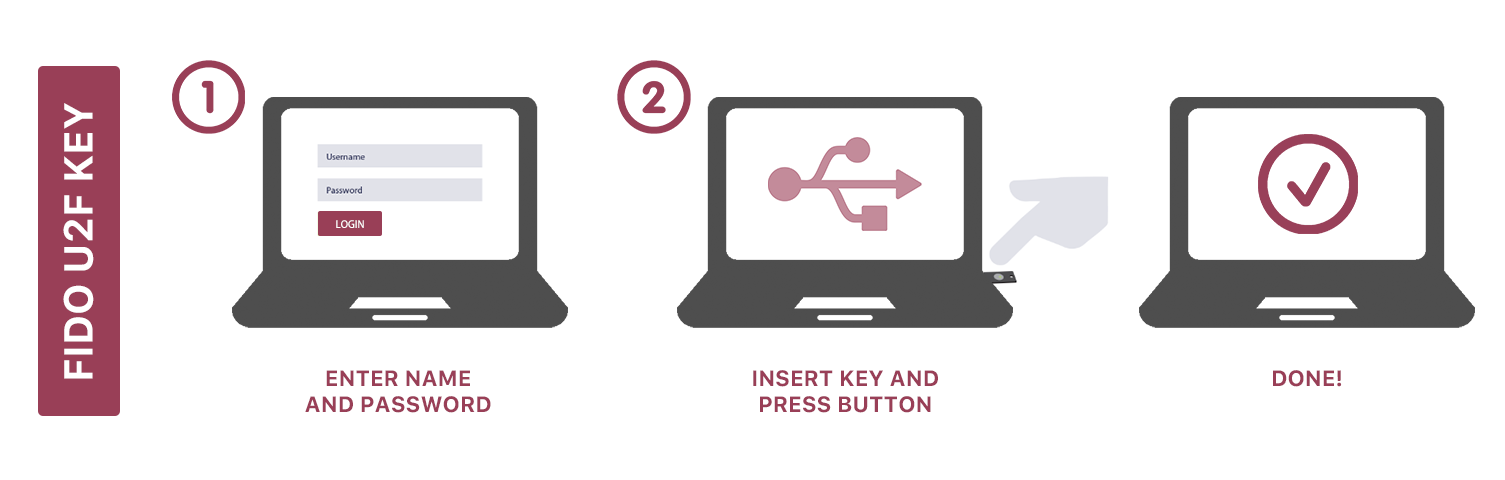 FIDO U2F KEY
1
Username
Password
LOGIN
ENTER NAME
AND PASSWORD
2
INSERT KEY AND
PRESS BUTTON
DONE!